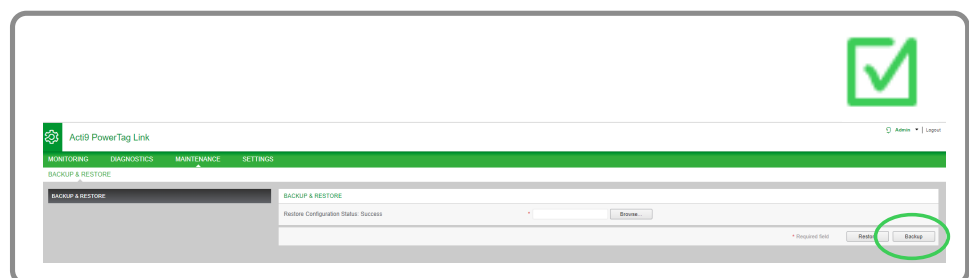 Acti9 PowerTag Link
Admin | Logout
MONITORING DIAGNOSTICS MAINTENANCE SETTINGS
BACKUP & RESTORE
BACKUP & RESTORE
BACKUP & RESTORE
Restore Configuration Status: Success * Browse...
* Required field Restore Backup